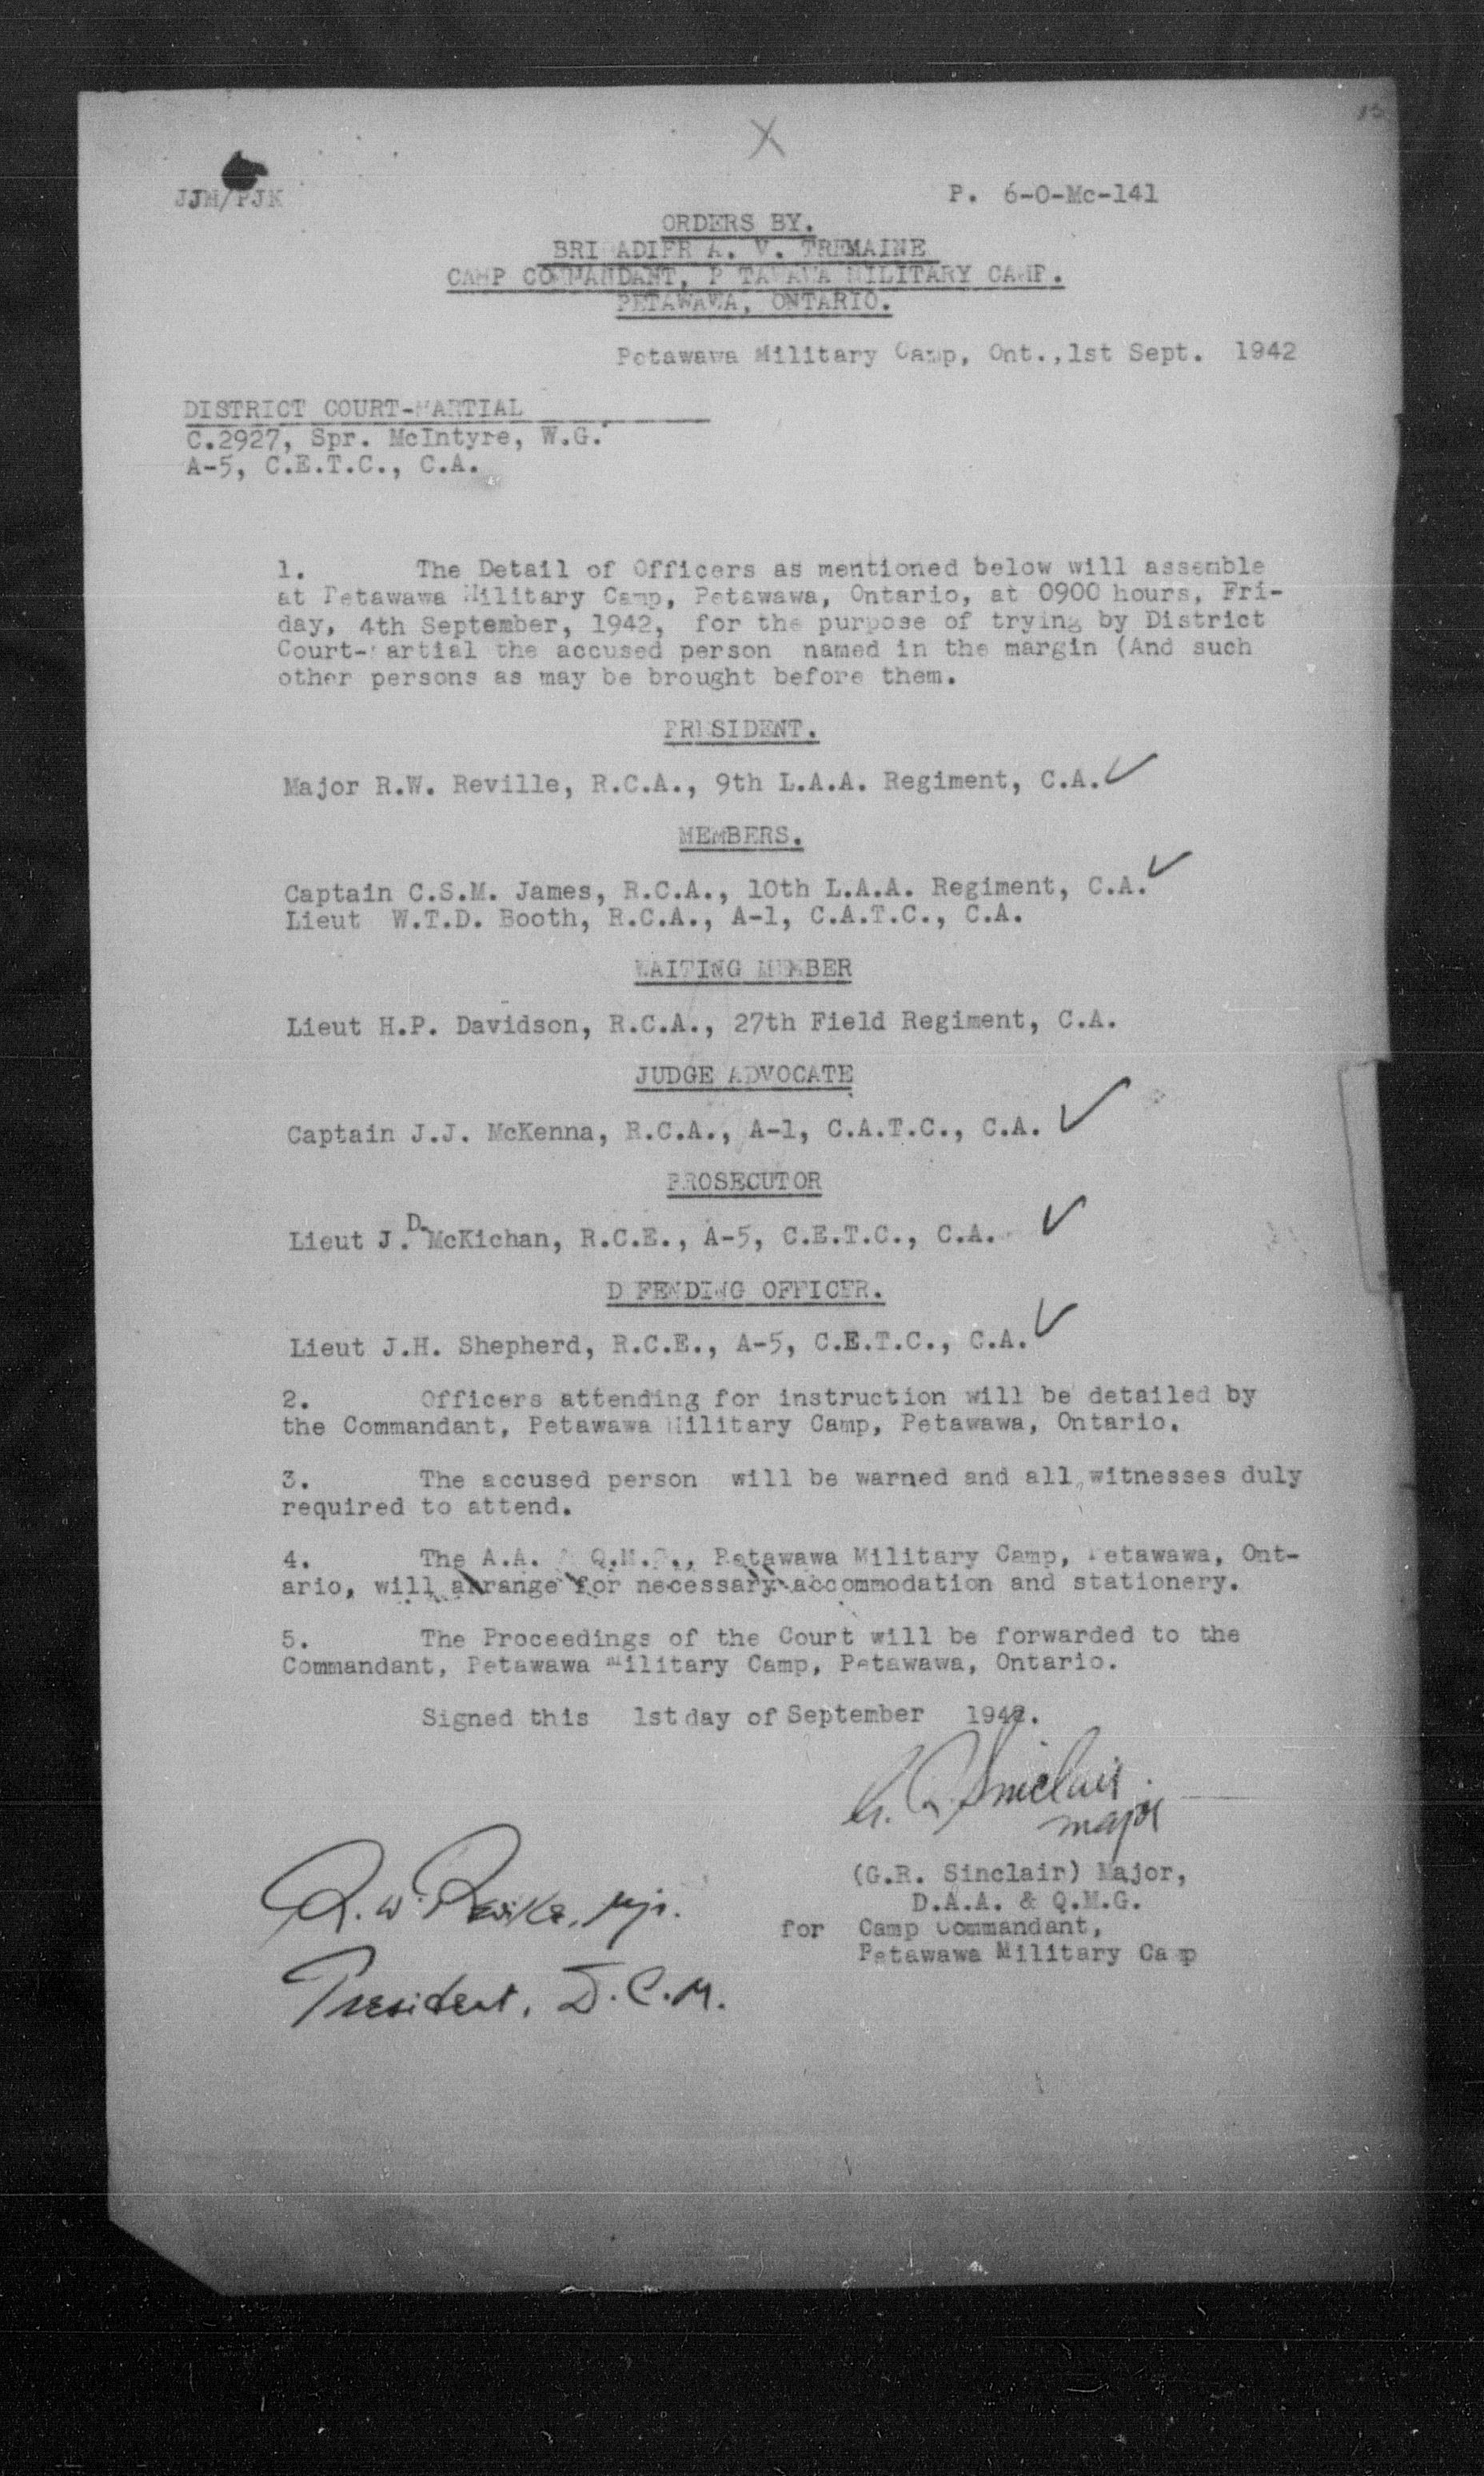 JJM/PJK
P. 6-0-Mc-141
ORDERS BY.
BRI ADIER A. V. TREMAINE
CAMP COMMANDANT, P TAWAWA MILITARY CAMP.
PETAWAWA, ONTARIO.
Petawawa Military Camp, Ont., 1st Sept. 1942
DISTRICT COURT-MARTIAL
C.2927, Spr. McIntyre, W.G.
A-5, C.E.T.C., C.A.
1. The Detail of Officers as mentioned below will assemble
at Petawawa Military Camp, Petawawa, Ontario, at 0900 hours, Fri-
day, 4th September, 1942, for the purpose of trying by District
Court- artial the accused person named in the margin (And such
other persons as may be brought before them.
PRESIDENT.
Major R.W. Reville, R.C.A., 9th L.A.A. Regiment, C.A. ✓
MEMBERS.
Captain C.S.M. James, R.C.A., 10th L.A.A. Regiment, C.A. ✓
Lieut W.T.D. Booth, R.C.A., A-1, C.A.T.C., C.A.
WAITING MEMBER
Lieut H.P. Davidson, R.C.A., 27th Field Regiment, C.A.
JUDGE ADVOCATE
Captain J.J. McKenna, R.C.A., A-1, C.A.T.C., C.A. ✓
PROSECUTOR
Lieut J.D. McKichan, R.C.E., A-5, C.E.T.C., C.A. ✓
D FENDING OFFICER.
Lieut J.H. Shepherd, R.C.E., A-5, C.E.T.C., C.A. ✓
2. Officers attending for instruction will be detailed by
the Commandant, Petawawa Military Camp, Petawawa, Ontario.
3. The accused person will be warned and all witnesses duly
required to attend.
4. The A.A. & Q.M.G., Petawawa Military Camp, Petawawa, Ont-
ario, will arrange for necessary accommodation and stationery.
5. The Proceedings of the Court will be forwarded to the
Commandant, Petawawa Military Camp, Petawawa, Ontario.
Signed this 1st day of September 1942.
G. R. Sinclair
major
(G.R. Sinclair) Major,
D.A.A. & Q.M.G.
for Camp Commandant,
Petawawa Military Camp
R. W. Reville, Mjr.
President, D.C.M.